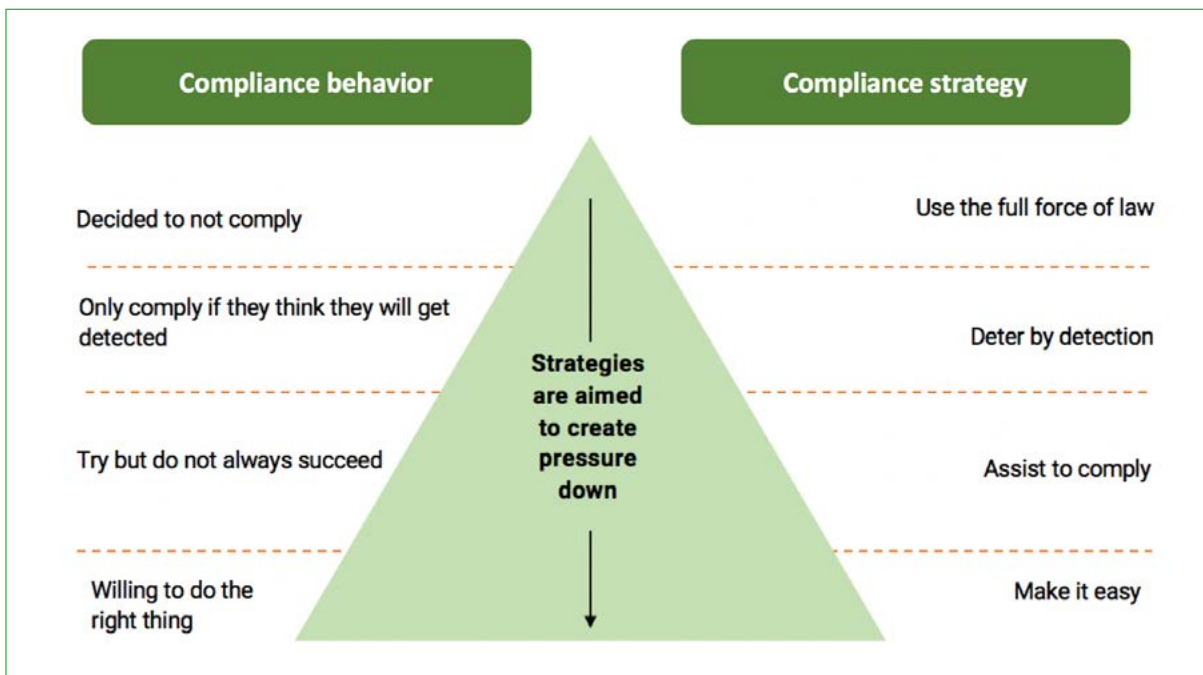 Compliance behavior
Compliance strategy
Decided to not comply
Use the full force of law
Only comply if they think they will get
detected
Deter by detection
Strategies
are aimed
to create
pressure
down
Try but do not always succeed
Assist to comply
Willing to do the
right thing
Make it easy